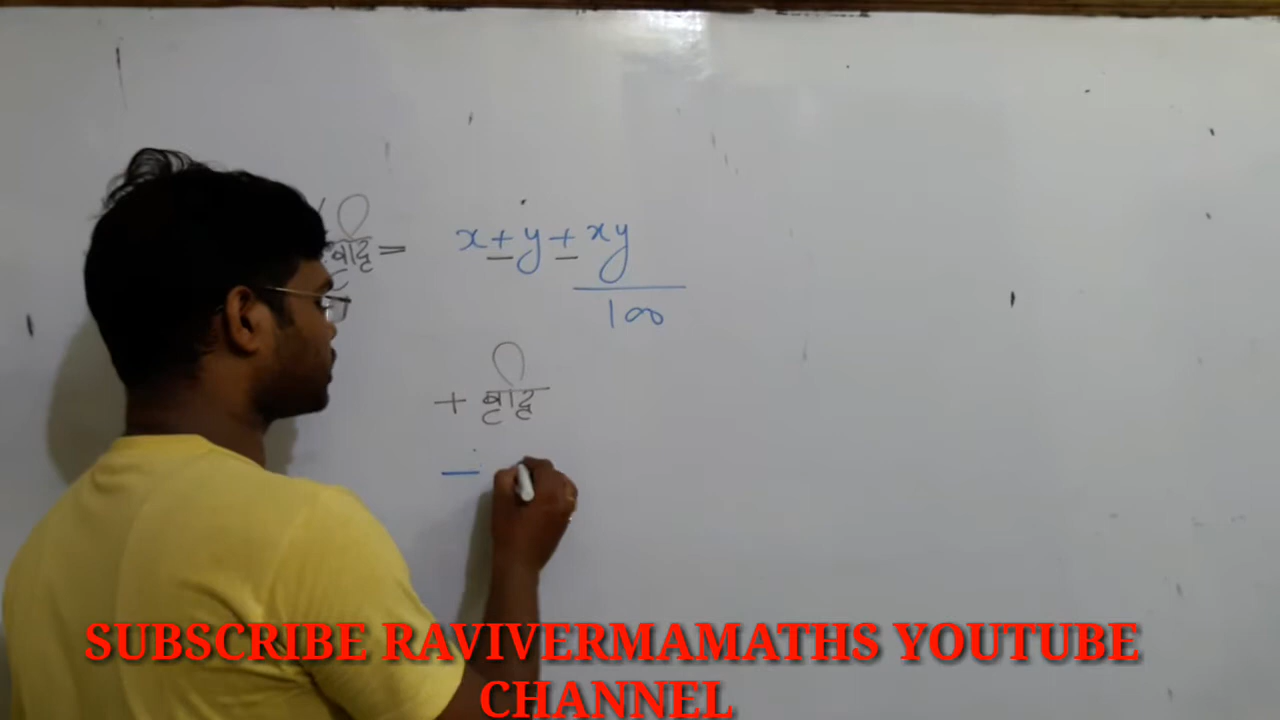 वृद्धि = x ± y ± xy
100
+ वृद्धि
–
SUBSCRIBE RAVIVERMAMATHS YOUTUBE
CHANNEL